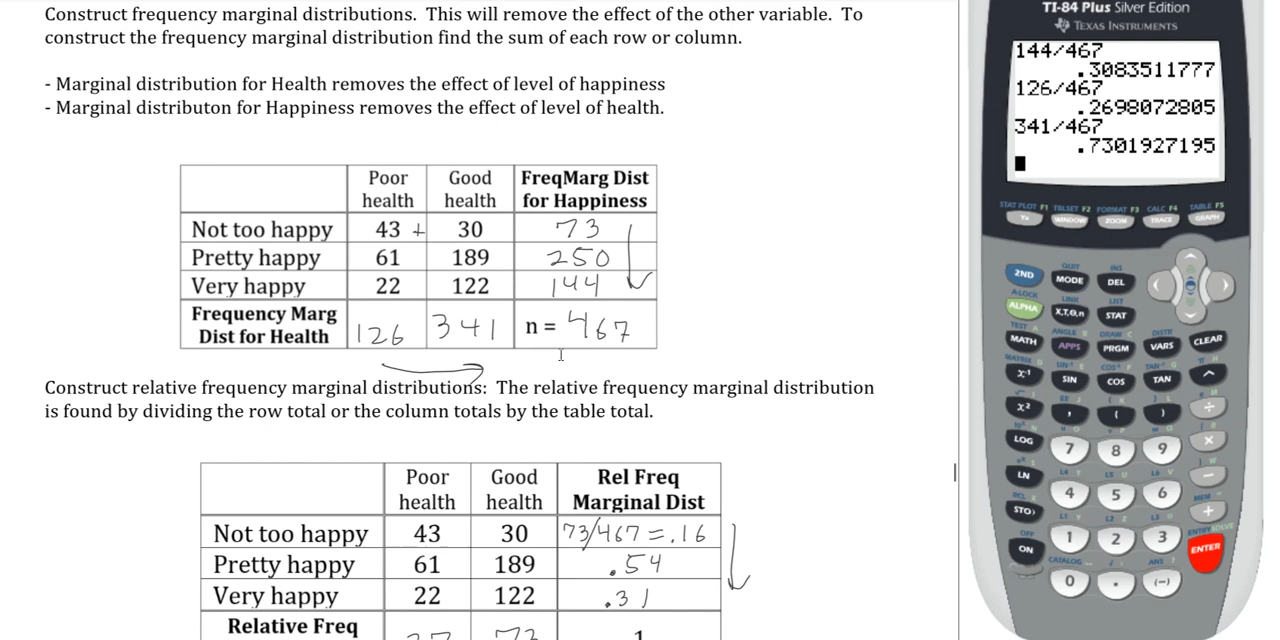 Construct frequency marginal distributions. This will remove the effect of the other variable. To
construct the frequency marginal distribution find the sum of each row or column.
- Marginal distribution for Health removes the effect of level of happiness
- Marginal distributon for Happiness removes the effect of level of health.
Poor health Good health FreqMarg Dist for Happiness
Not too happy 43 + 30 73
Pretty happy 61 189 250
Very happy 22 122 144
Frequency Marg Dist for Health 126 341 n = 467
Construct relative frequency marginal distributions: The relative frequency marginal distribution
is found by dividing the row total or the column totals by the table total.
Poor health Good health Rel Freq Marginal Dist
Not too happy 43 30 73/467 = .16
Pretty happy 61 189 .54
Very happy 22 122 .31
Relative Freq
TI-84 Plus Silver Edition
TEXAS INSTRUMENTS
144/467
.3083511777
126/467
.2698072805
341/467
.7301927195
STAT PLOT F1 TBLSET F2 FORMAT F3 CALC F4 TABLE F5
Y= WINDOW ZOOM TRACE GRAPH
QUIT INS
2ND MODE DEL
A-LOCK LINK LIST
ALPHA X,T,θ,n STAT
TEST A ANGLE B DRAW C DISTR
MATH APPS PRGM VARS CLEAR
X-1 SIN COS TAN ^
x² , ( ) ÷
LOG 7 8 9 ×
LN 4 5 6 −
STO› 1 2 3 +
OFF CATALOG ANS ENTRY SOLVE
ON 0 . (-) ENTER